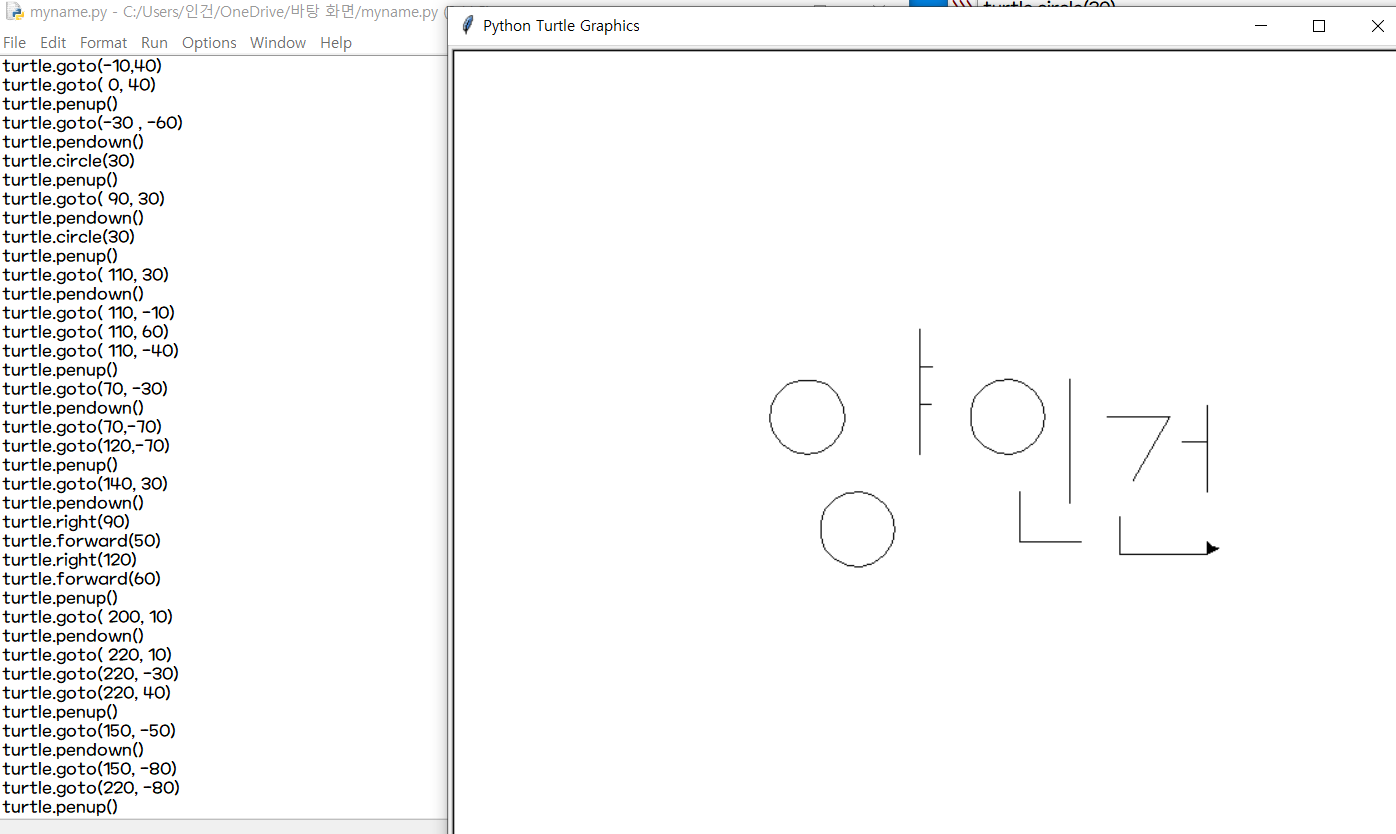 myname.py - C:/Users/인건/OneDrive/바탕 화면/myname.py (
File Edit Format Run Options Window Help
turtle.goto(-10,40)
turtle.goto( 0, 40)
turtle.penup()
turtle.goto(-30 , -60)
turtle.pendown()
turtle.circle(30)
turtle.penup()
turtle.goto( 90, 30)
turtle.pendown()
turtle.circle(30)
turtle.penup()
turtle.goto( 110, 30)
turtle.pendown()
turtle.goto( 110, -10)
turtle.goto( 110, 60)
turtle.goto( 110, -40)
turtle.penup()
turtle.goto(70, -30)
turtle.pendown()
turtle.goto(70,-70)
turtle.goto(120,-70)
turtle.penup()
turtle.goto(140, 30)
turtle.pendown()
turtle.right(90)
turtle.forward(50)
turtle.right(120)
turtle.forward(60)
turtle.penup()
turtle.goto( 200, 10)
turtle.pendown()
turtle.goto( 220, 10)
turtle.goto(220, -30)
turtle.goto(220, 40)
turtle.penup()
turtle.goto(150, -50)
turtle.pendown()
turtle.goto(150, -80)
turtle.goto(220, -80)
turtle.penup()
turtle.circle(30)
Python Turtle Graphics
양인건